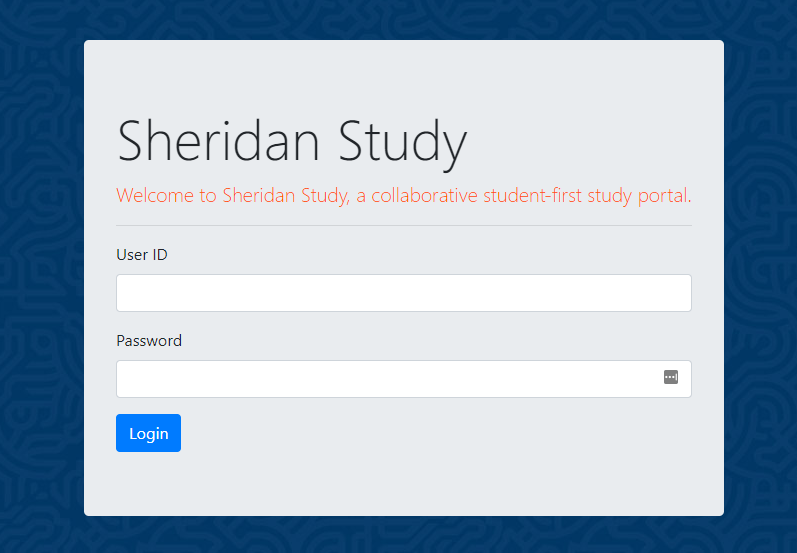 Sheridan Study
Welcome to Sheridan Study, a collaborative student-first study portal.
User ID
Password
Login